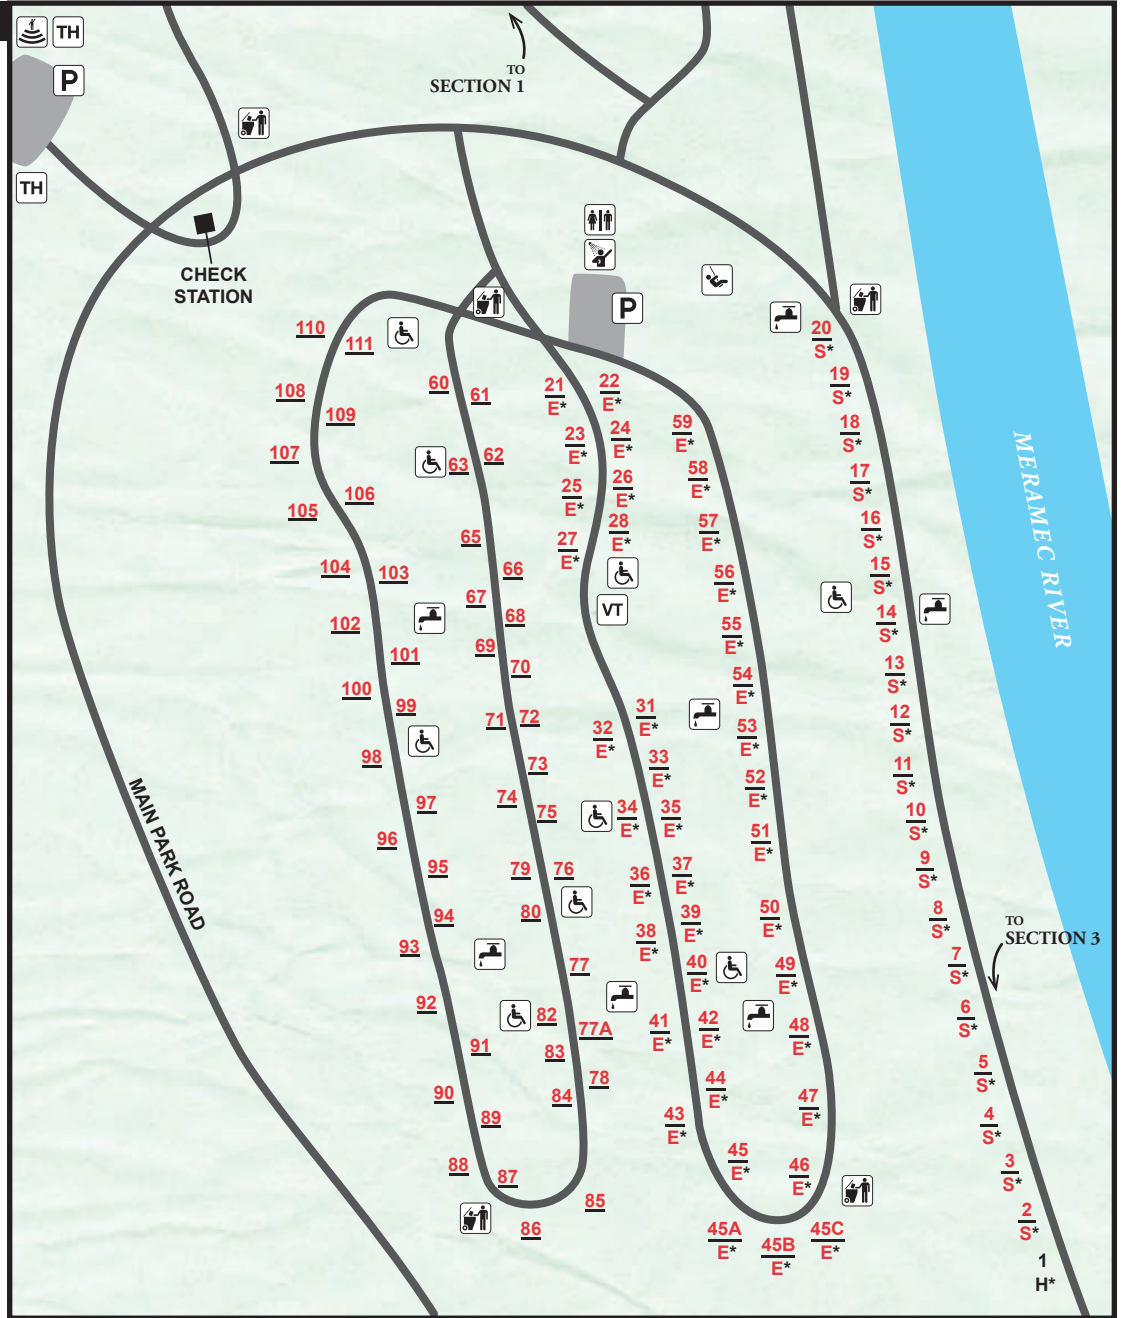 TH
P
TH
TO
SECTION 1
CHECK
STATION
P
MERAMEC RIVER
MAIN PARK ROAD
TO
SECTION 3
VT
110
111
108
109
107
106
105
104
103
102
101
100
99
98
97
96
95
94
93
92
91
90
89
88
87
86
85
60
61
63
62
65
66
67
68
69
70
71
72
73
74
75
79
76
80
77
82
77A
83
78
84
21
E*
22
E*
23
E*
24
E*
25
E*
26
E*
27
E*
28
E*
59
E*
58
E*
57
E*
56
E*
55
E*
54
E*
53
E*
52
E*
51
E*
50
E*
49
E*
48
E*
47
E*
46
E*
31
E*
32
E*
33
E*
34
E*
35
E*
36
E*
37
E*
38
E*
39
E*
40
E*
41
E*
42
E*
43
E*
44
E*
45
E*
45A
E*
45B
E*
45C
E*
20
S*
19
S*
18
S*
17
S*
16
S*
15
S*
14
S*
13
S*
12
S*
11
S*
10
S*
9
S*
8
S*
7
S*
6
S*
5
S*
4
S*
3
S*
2
S*
1
H*